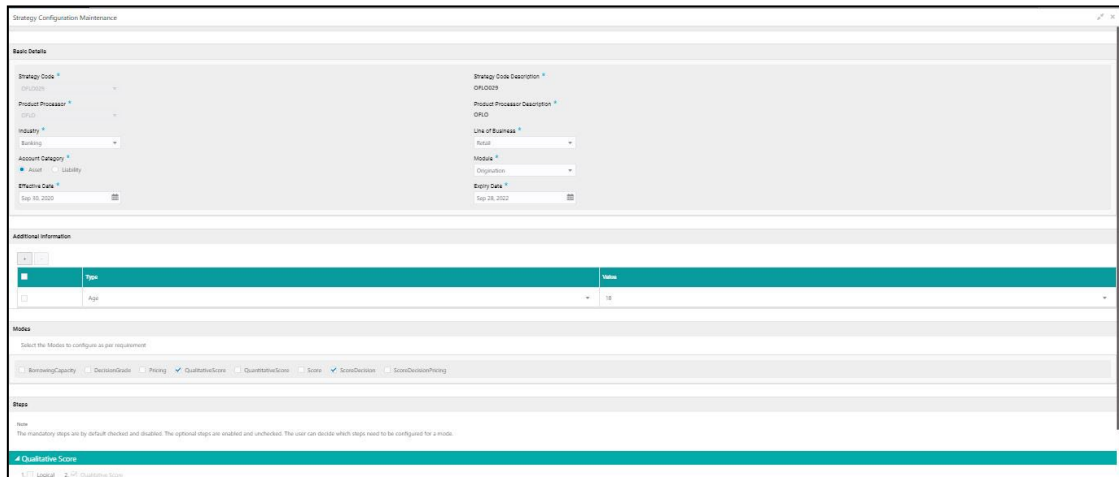 Strategy Configuration Maintenance
Basic Details
Strategy Code * Strategy Code Description *
OFLO029 OFLO029
Product Processor * Product Processor Description *
OFLO OFLO
Industry * Line of Business *
Banking Retail
Account Category * Module *
Asset Liability Origination
Effective Date * Expiry Date *
Sep 30, 2020 Sep 28, 2022
Additional Information
+ -
Type Value
Age 18
Modes
Select the Modes to configure as per requirement
BorrowingCapacity DecisionGrade Pricing QualitativeScore QuantitativeScore Score ScoreDecision ScoreDecisionPricing
Steps
Note
The mandatory steps are by default checked and disabled. The optional steps are enabled and unchecked. The user can decide which steps need to be configured for a mode.
Qualitative Score
1. Logical 2. Qualitative Score